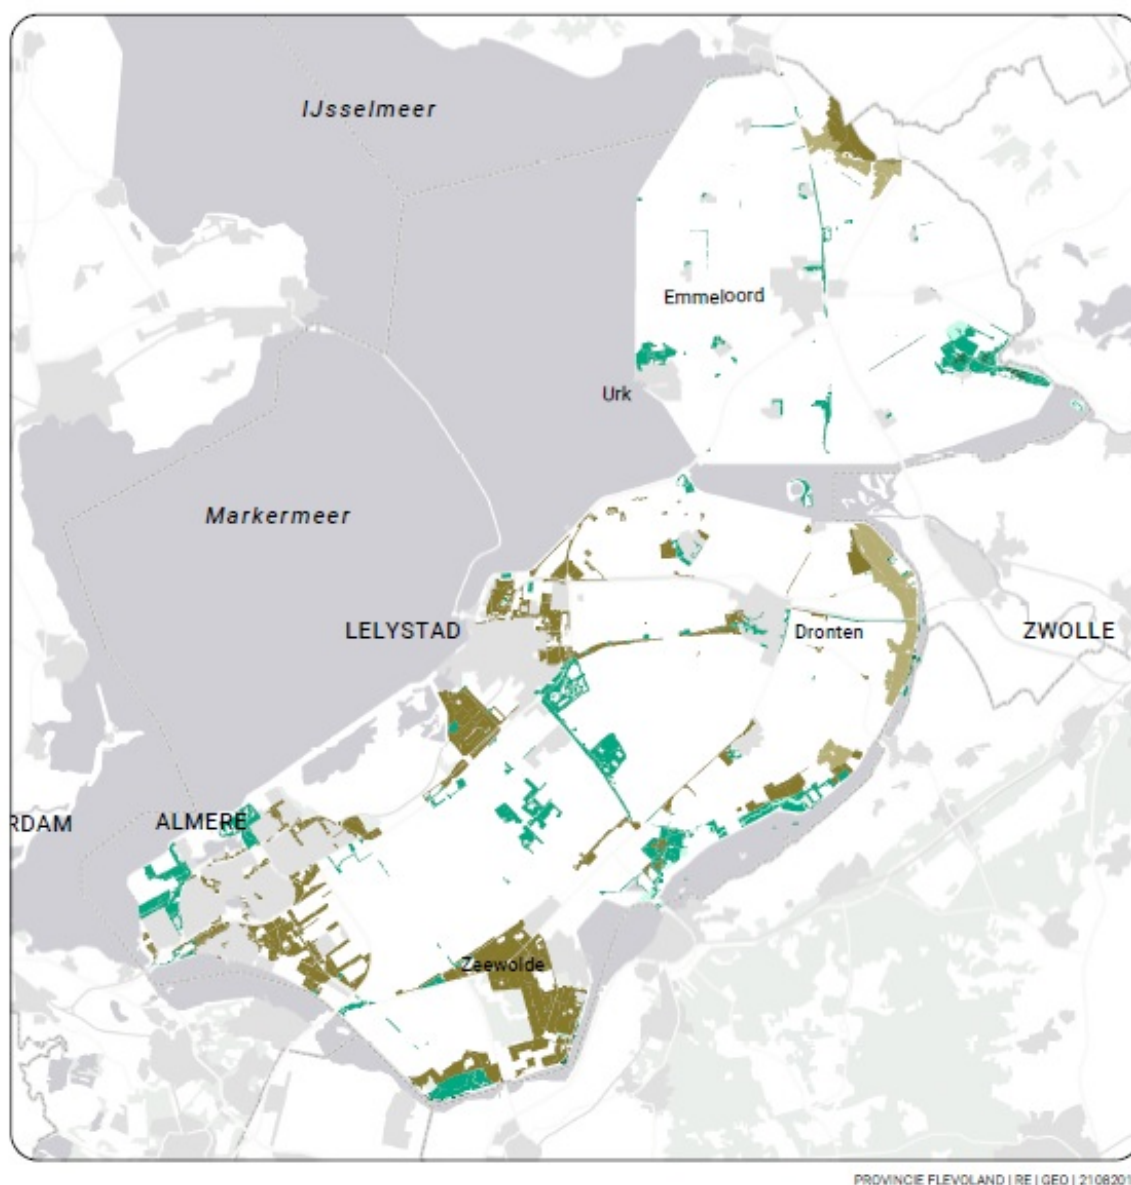 IJsselmeer
Emmeloord
Urk
Markermeer
LELYSTAD
Dronten
ZWOLLE
RDAM
ALMERE
Zeewolde
PROVINCIE FLEVOLAND | RE | GEO | 2108201